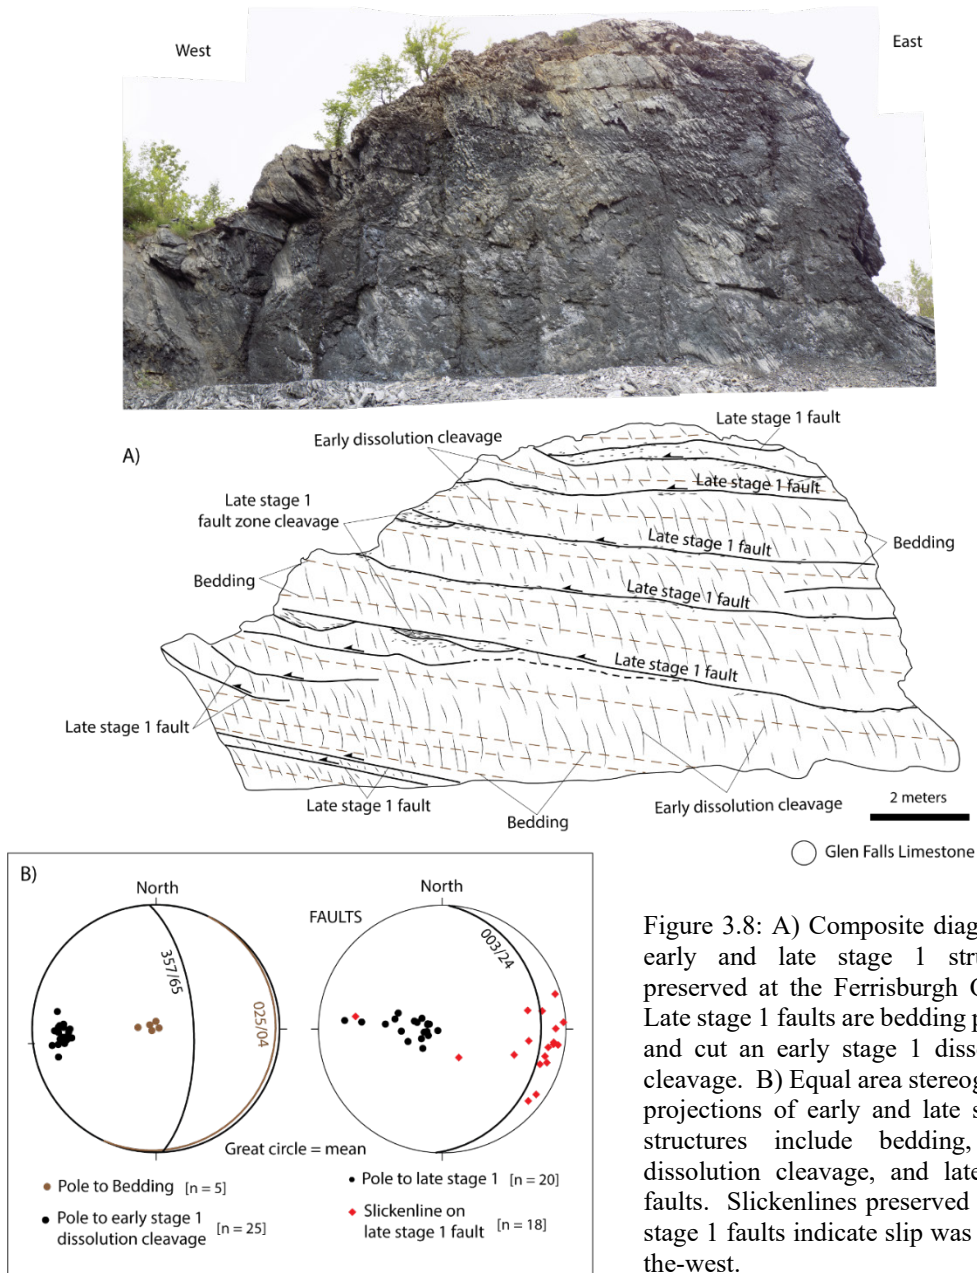 West
East
A)
Early dissolution cleavage
Late stage 1 fault
Late stage 1 fault
Late stage 1
fault zone cleavage
Late stage 1 fault
Bedding
Bedding
Late stage 1 fault
Late stage 1 fault
Late stage 1 fault
Late stage 1 fault
Bedding
Early dissolution cleavage
2 meters
Glen Falls Limestone
B)
North
357/65
025/04
FAULTS
North
003/24
Great circle = mean
Pole to Bedding [n = 5]
Pole to early stage 1
dissolution cleavage [n = 25]
Pole to late stage 1 [n = 20]
Slickenline on
late stage 1 fault [n = 18]
Figure 3.8: A) Composite diag
early and late stage 1 stru
preserved at the Ferrisburgh
Late stage 1 faults are bedding p
and cut an early stage 1 disso
cleavage. B) Equal area stereog
projections of early and late s
structures include bedding,
dissolution cleavage, and late
faults. Slickenlines preserved
stage 1 faults indicate slip was
the-west.